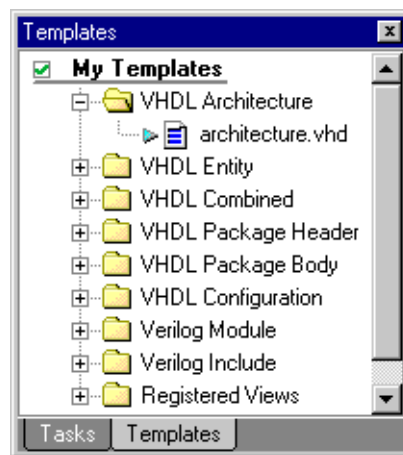 Templates
My Templates
VHDL Architecture
architecture.vhd
VHDL Entity
VHDL Combined
VHDL Package Header
VHDL Package Body
VHDL Configuration
Verilog Module
Verilog Include
Registered Views
Tasks Templates